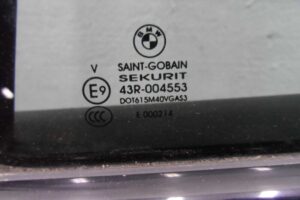 BMW
SAINT-GOBAIN
V SEKURIT
E9 43R-004553
DOT615M40VGAS3
CCC E 000214